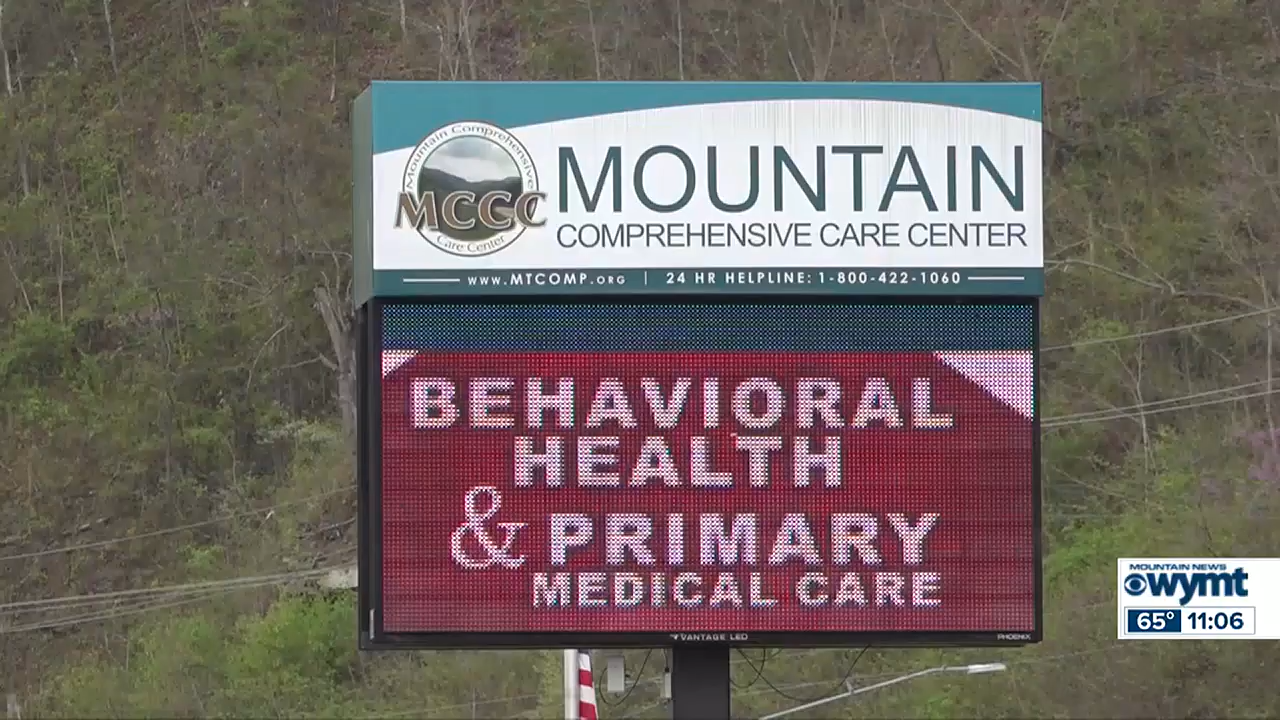 Mountain Comprehensive
MCCC
Care Center
MOUNTAIN
COMPREHENSIVE CARE CENTER
www.MTCOMP.ORG | 24 HR HELPLINE: 1-800-422-1060
BEHAVIORAL
HEALTH
& PRIMARY
MEDICAL CARE
VANTAGE LED
PHOENIX
MOUNTAIN NEWS
wymt
65° 11:06